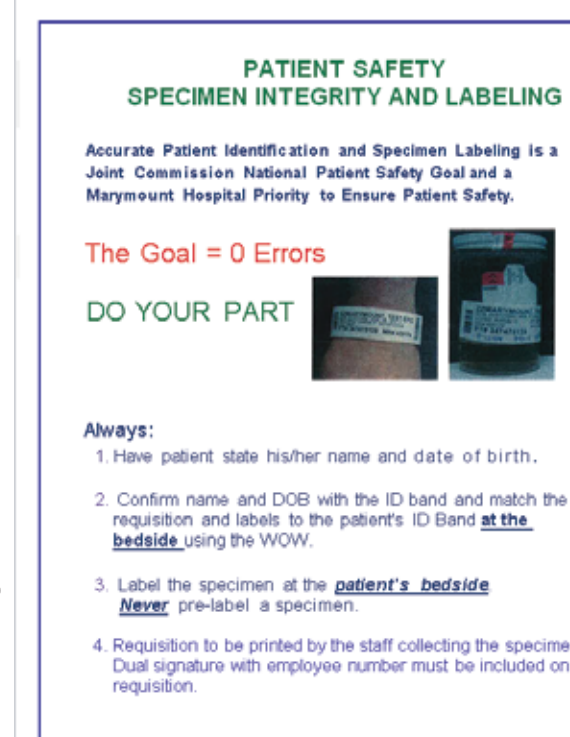 PATIENT SAFETY
SPECIMEN INTEGRITY AND LABELING
Accurate Patient Identification and Specimen Labeling is a
Joint Commission National Patient Safety Goal and a
Marymount Hospital Priority to Ensure Patient Safety.
The Goal = 0 Errors
DO YOUR PART
Always:
1. Have patient state his/her name and date of birth.
2. Confirm name and DOB with the ID band and match the
requisition and labels to the patient's ID Band at the
bedside using the WOW.
3. Label the specimen at the patient's bedside.
Never pre-label a specimen.
4. Requisition to be printed by the staff collecting the specime
Dual signature with employee number must be included on
requisition.